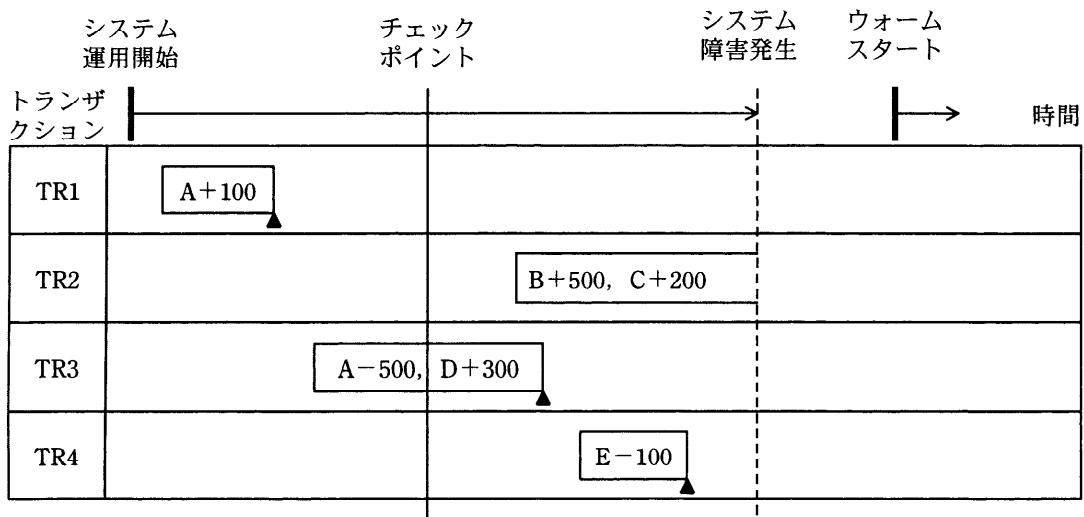 システム
運用開始
チェック
ポイント
システム
障害発生
ウォーム
スタート
トランザ
クション
時間
TR1
A+100
TR2
B+500, C+200
TR3
A-500, D+300
TR4
E-100